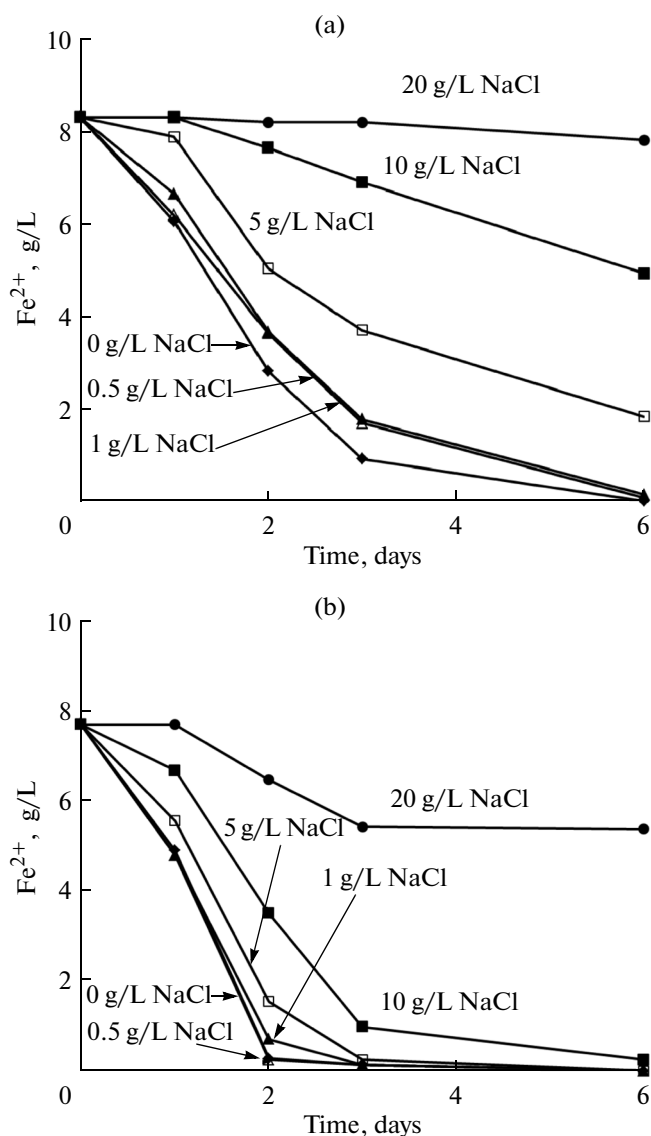 (a)
10
20 g/L NaCl
8
10 g/L NaCl
6
5 g/L NaCl
Fe²⁺, g/L
4
0 g/L NaCl
0.5 g/L NaCl
2
1 g/L NaCl
0 2 4 6
Time, days
(b)
10
8
20 g/L NaCl
6
5 g/L NaCl
Fe²⁺, g/L
4
1 g/L NaCl
2
0 g/L NaCl
10 g/L NaCl
0.5 g/L NaCl
0 2 4 6
Time, days